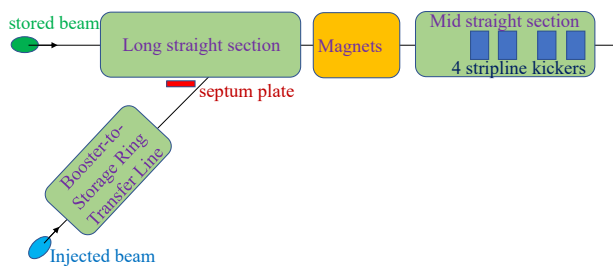 stored beam
Long straight section
Magnets
Mid straight section
4 stripline kickers
septum plate
Booster-to-
Storage Ring
Transfer Line
Injected beam